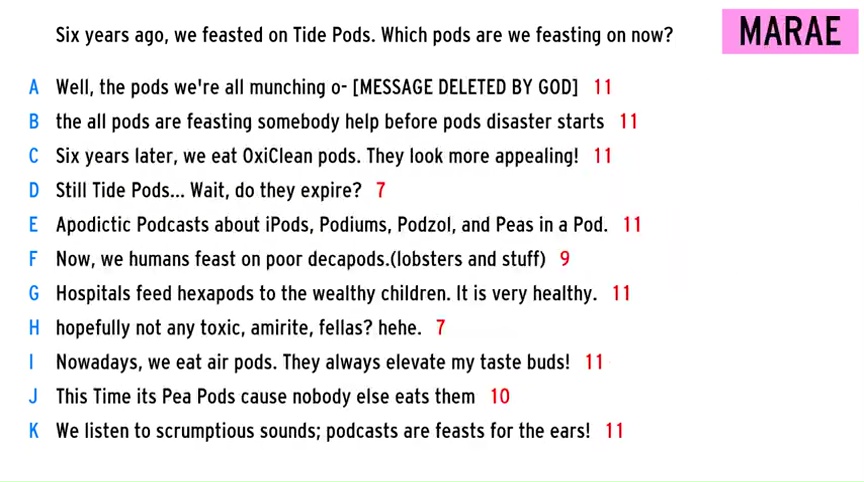 Six years ago, we feasted on Tide Pods. Which pods are we feasting on now?
MARAE
A Well, the pods we're all munching o- [MESSAGE DELETED BY GOD] 11
B the all pods are feasting somebody help before pods disaster starts 11
C Six years later, we eat OxiClean pods. They look more appealing! 11
D Still Tide Pods... Wait, do they expire? 7
E Apodictic Podcasts about iPods, Podiums, Podzol, and Peas in a Pod. 11
F Now, we humans feast on poor decapods.(lobsters and stuff) 9
G Hospitals feed hexapods to the wealthy children. It is very healthy. 11
H hopefully not any toxic, amirite, fellas? hehe. 7
I Nowadays, we eat air pods. They always elevate my taste buds! 11
J This Time its Pea Pods cause nobody else eats them 10
K We listen to scrumptious sounds; podcasts are feasts for the ears! 11